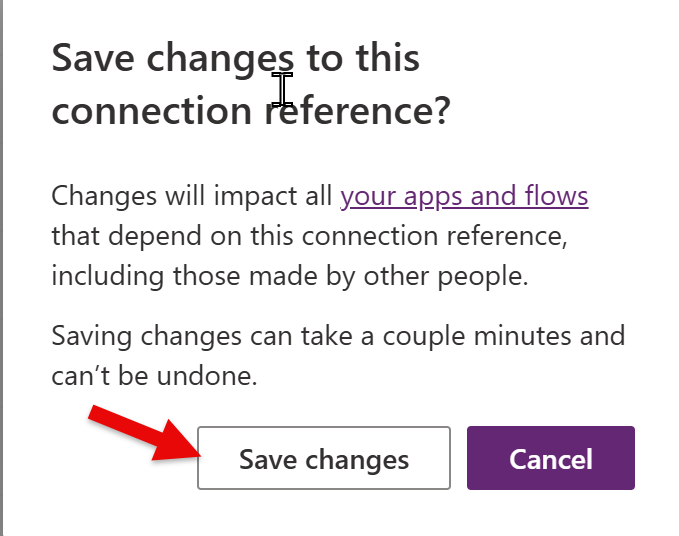 Save changes to this
connection reference?
Changes will impact all your apps and flows
that depend on this connection reference,
including those made by other people.
Saving changes can take a couple minutes and
can’t be undone.
Save changes
Cancel